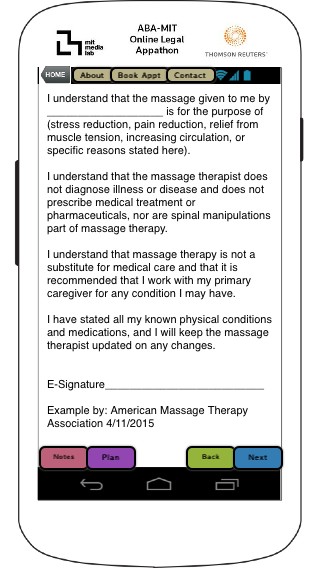 ABA-MIT
Online Legal
Appathon
mit
media
lab
THOMSON REUTERS
HOME
About
Book Appt
Contact
I understand that the massage given to me by
____________________ is for the purpose of
(stress reduction, pain reduction, relief from
muscle tension, increasing circulation, or
specific reasons stated here).
I understand that the massage therapist does
not diagnose illness or disease and does not
prescribe medical treatment or
pharmaceuticals, nor are spinal manipulations
part of massage therapy.
I understand that massage therapy is not a
substitute for medical care and that it is
recommended that I work with my primary
caregiver for any condition I may have.
I have stated all my known physical conditions
and medications, and I will keep the massage
therapist updated on any changes.
E-Signature____________________________
Example by: American Massage Therapy
Association 4/11/2015
Notes
Plan
Back
Next